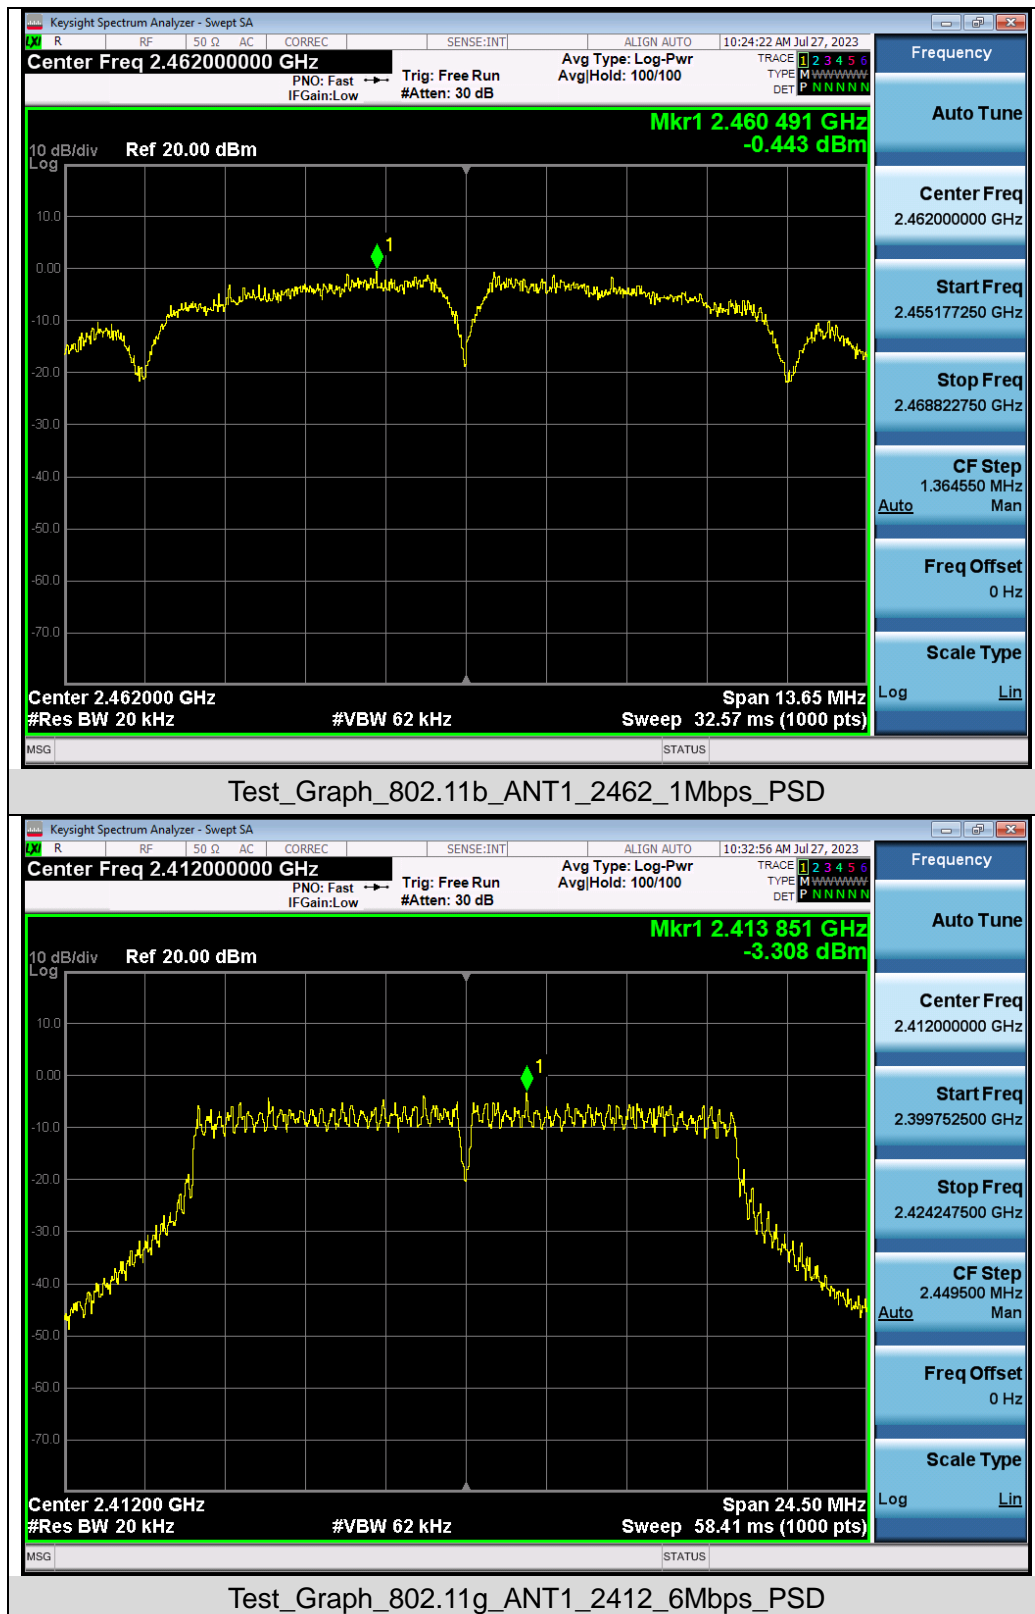 Keysight Spectrum Analyzer - Swept SA
LXI R RF 50 Ω AC CORREC SENSE:INT ALIGN AUTO 10:24:22 AM Jul 27, 2023
Center Freq 2.462000000 GHz
PNO: Fast
IFGain:Low
Trig: Free Run
#Atten: 30 dB
Avg Type: Log-Pwr
Avg|Hold: 100/100
TRACE 1 2 3 4 5 6
TYPE M WWWWW
DET P N N N N N
Frequency
Mkr1 2.460 491 GHz
-0.443 dBm
10 dB/div Ref 20.00 dBm
Log
10.0
0.00
-10.0
-20.0
-30.0
-40.0
-50.0
-60.0
-70.0
1
Center 2.462000 GHz Span 13.65 MHz
#Res BW 20 kHz #VBW 62 kHz Sweep 32.57 ms (1000 pts)
Auto Tune
Center Freq
2.462000000 GHz
Start Freq
2.455177250 GHz
Stop Freq
2.468822750 GHz
CF Step
1.364550 MHz
Auto Man
Freq Offset
0 Hz
Scale Type
Log Lin
MSG STATUS
Test_Graph_802.11b_ANT1_2462_1Mbps_PSD
Keysight Spectrum Analyzer - Swept SA
LXI R RF 50 Ω AC CORREC SENSE:INT ALIGN AUTO 10:32:56 AM Jul 27, 2023
Center Freq 2.412000000 GHz
PNO: Fast
IFGain:Low
Trig: Free Run
#Atten: 30 dB
Avg Type: Log-Pwr
Avg|Hold: 100/100
TRACE 1 2 3 4 5 6
TYPE M WWWWW
DET P N N N N N
Frequency
Mkr1 2.413 851 GHz
-3.308 dBm
10 dB/div Ref 20.00 dBm
Log
10.0
0.00
-10.0
-20.0
-30.0
-40.0
-50.0
-60.0
-70.0
1
Center 2.41200 GHz Span 24.50 MHz
#Res BW 20 kHz #VBW 62 kHz Sweep 58.41 ms (1000 pts)
Auto Tune
Center Freq
2.412000000 GHz
Start Freq
2.399752500 GHz
Stop Freq
2.424247500 GHz
CF Step
2.449500 MHz
Auto Man
Freq Offset
0 Hz
Scale Type
Log Lin
MSG STATUS
Test_Graph_802.11g_ANT1_2412_6Mbps_PSD